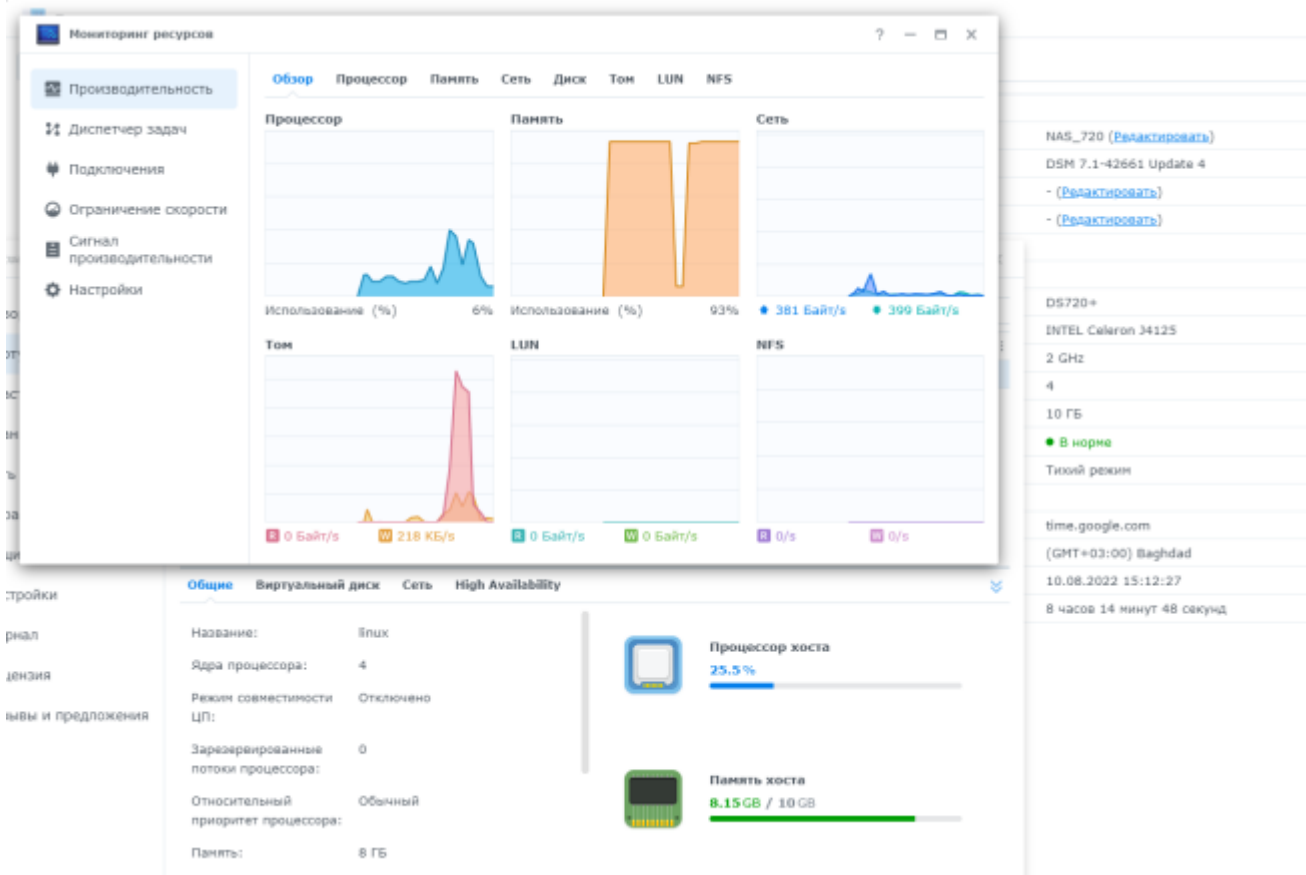 Мониторинг ресурсов
Производительность
Диспетчер задач
Подключения
Ограничение скорости
Сигнал
производительности
Настройки
Обзор Процессор Память Сеть Диск Том LUN NFS
Процессор Память Сеть
Использование (%) 6% Использование (%) 93% 381 Байт/s 399 Байт/s
Том LUN NFS
R 0 Байт/s W 218 КБ/s R 0 Байт/s W 0 Байт/s R 0/s W 0/s
NAS_720 (Редактировать)
DSM 7.1-42661 Update 4
- (Редактировать)
- (Редактировать)
DS720+
INTEL Celeron J4125
2 GHz
4
10 ГБ
В норме
Тихий режим
time.google.com
(GMT+03:00) Baghdad
10.08.2022 15:12:27
8 часов 14 минут 48 секунд
стройки
рнал
цензия
зывы и предложения
Общие Виртуальный диск Сеть High Availability
Название: linux
Ядра процессора: 4
Режим совместимости Отключено
ЦП:
Зарезервированные 0
потоки процессора:
Относительный Обычный
приоритет процессора:
Память: 8 ГБ
Процессор хоста
25.5 %
Память хоста
8.15 GB / 10 GB